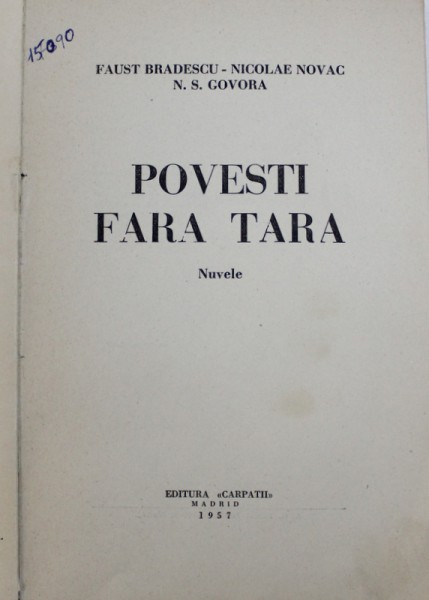 15090
FAUST BRADESCU - NICOLAE NOVAC
N. S. GOVORA
POVESTI
FARA TARA
Nuvele
EDITURA «CARPATII»
MADRID
1957